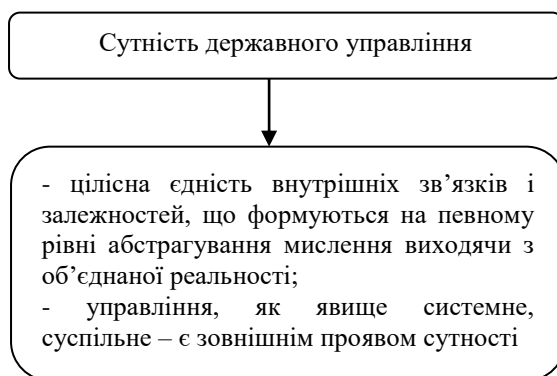 Сутність державного управління
- цілісна єдність внутрішніх зв’язків і
залежностей, що формуються на певному
рівні абстрагування мислення виходячи з
об’єднаної реальності;
- управління, як явище системне,
суспільне – є зовнішнім проявом сутності